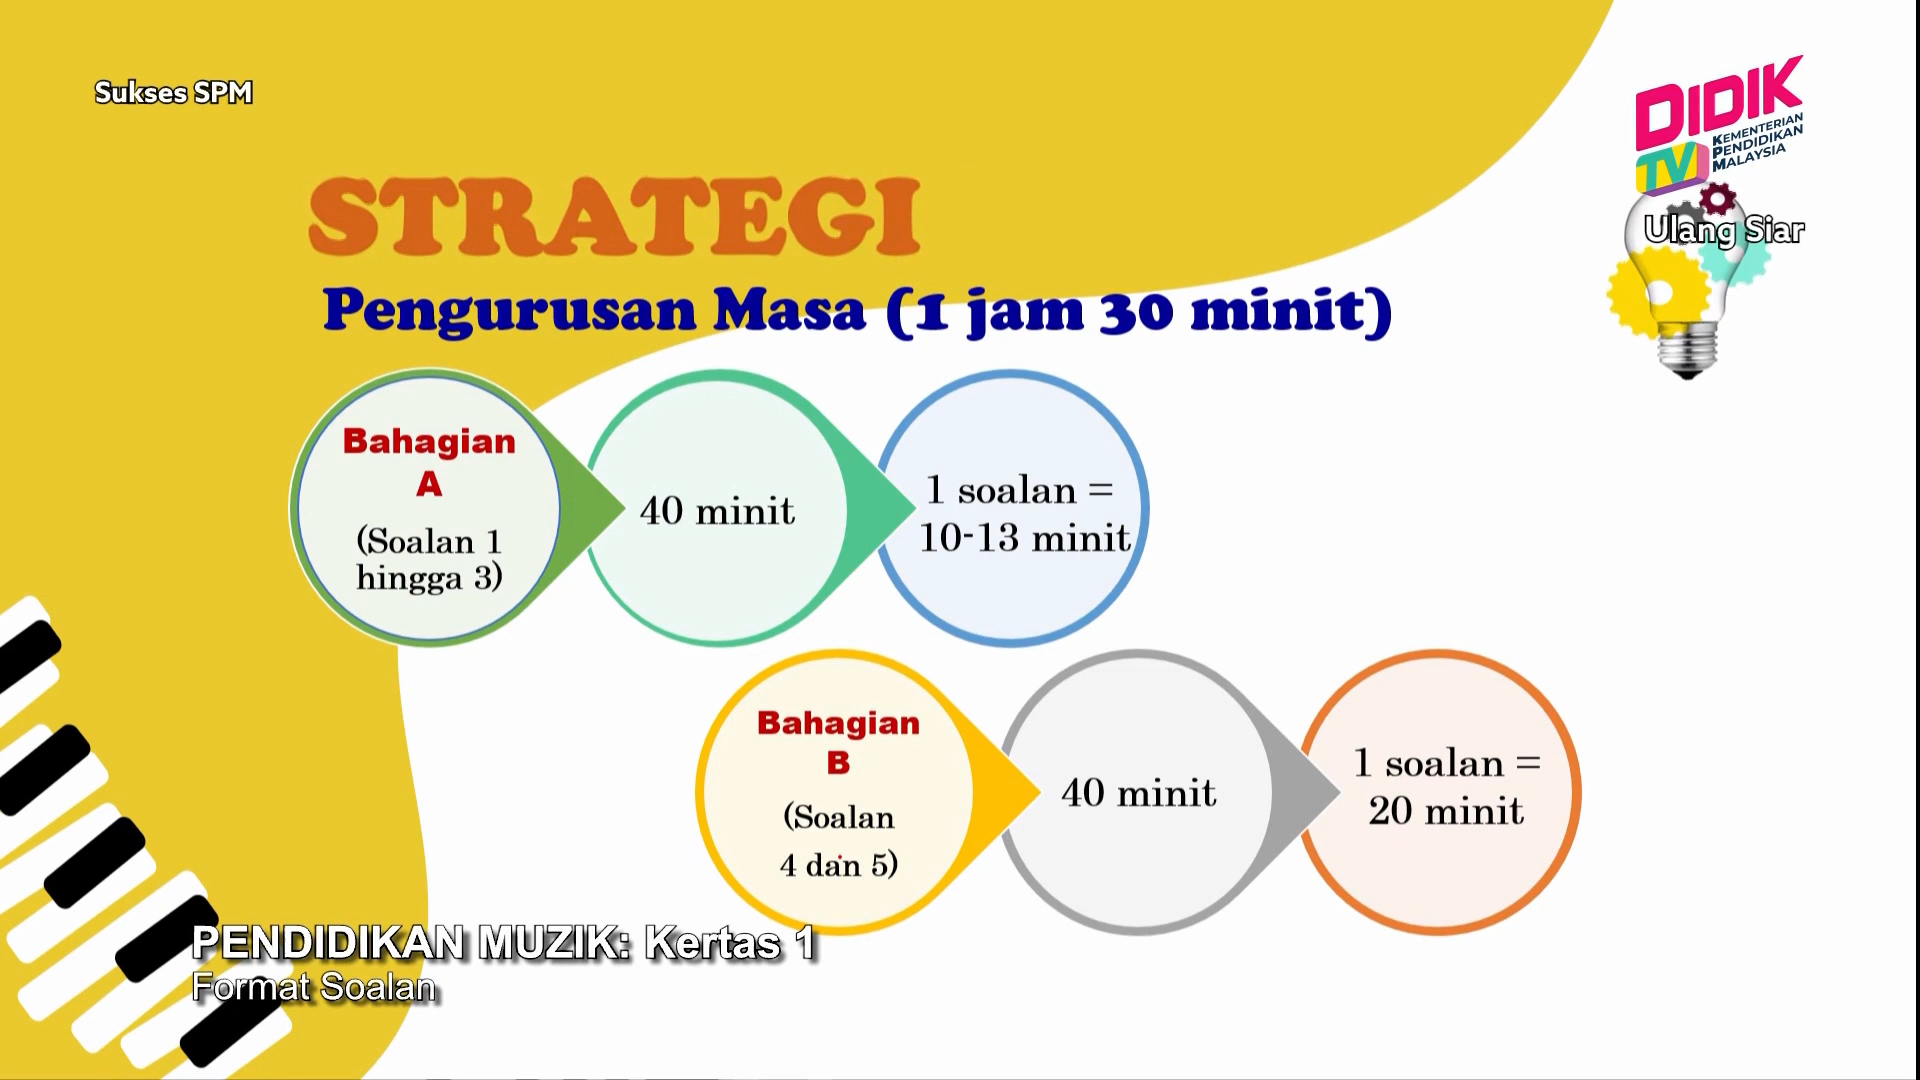 Sukses SPM
DIDIK
TV
KEMENTERIAN
PENDIDIKAN
MALAYSIA
Ulang Siar
STRATEGI
Pengurusan Masa (1 jam 30 minit)
Bahagian
A
(Soalan 1
hingga 3)
40 minit
1 soalan =
10-13 minit
Bahagian
B
(Soalan
4 dan 5)
40 minit
1 soalan =
20 minit
PENDIDIKAN MUZIK: Kertas 1
Format Soalan